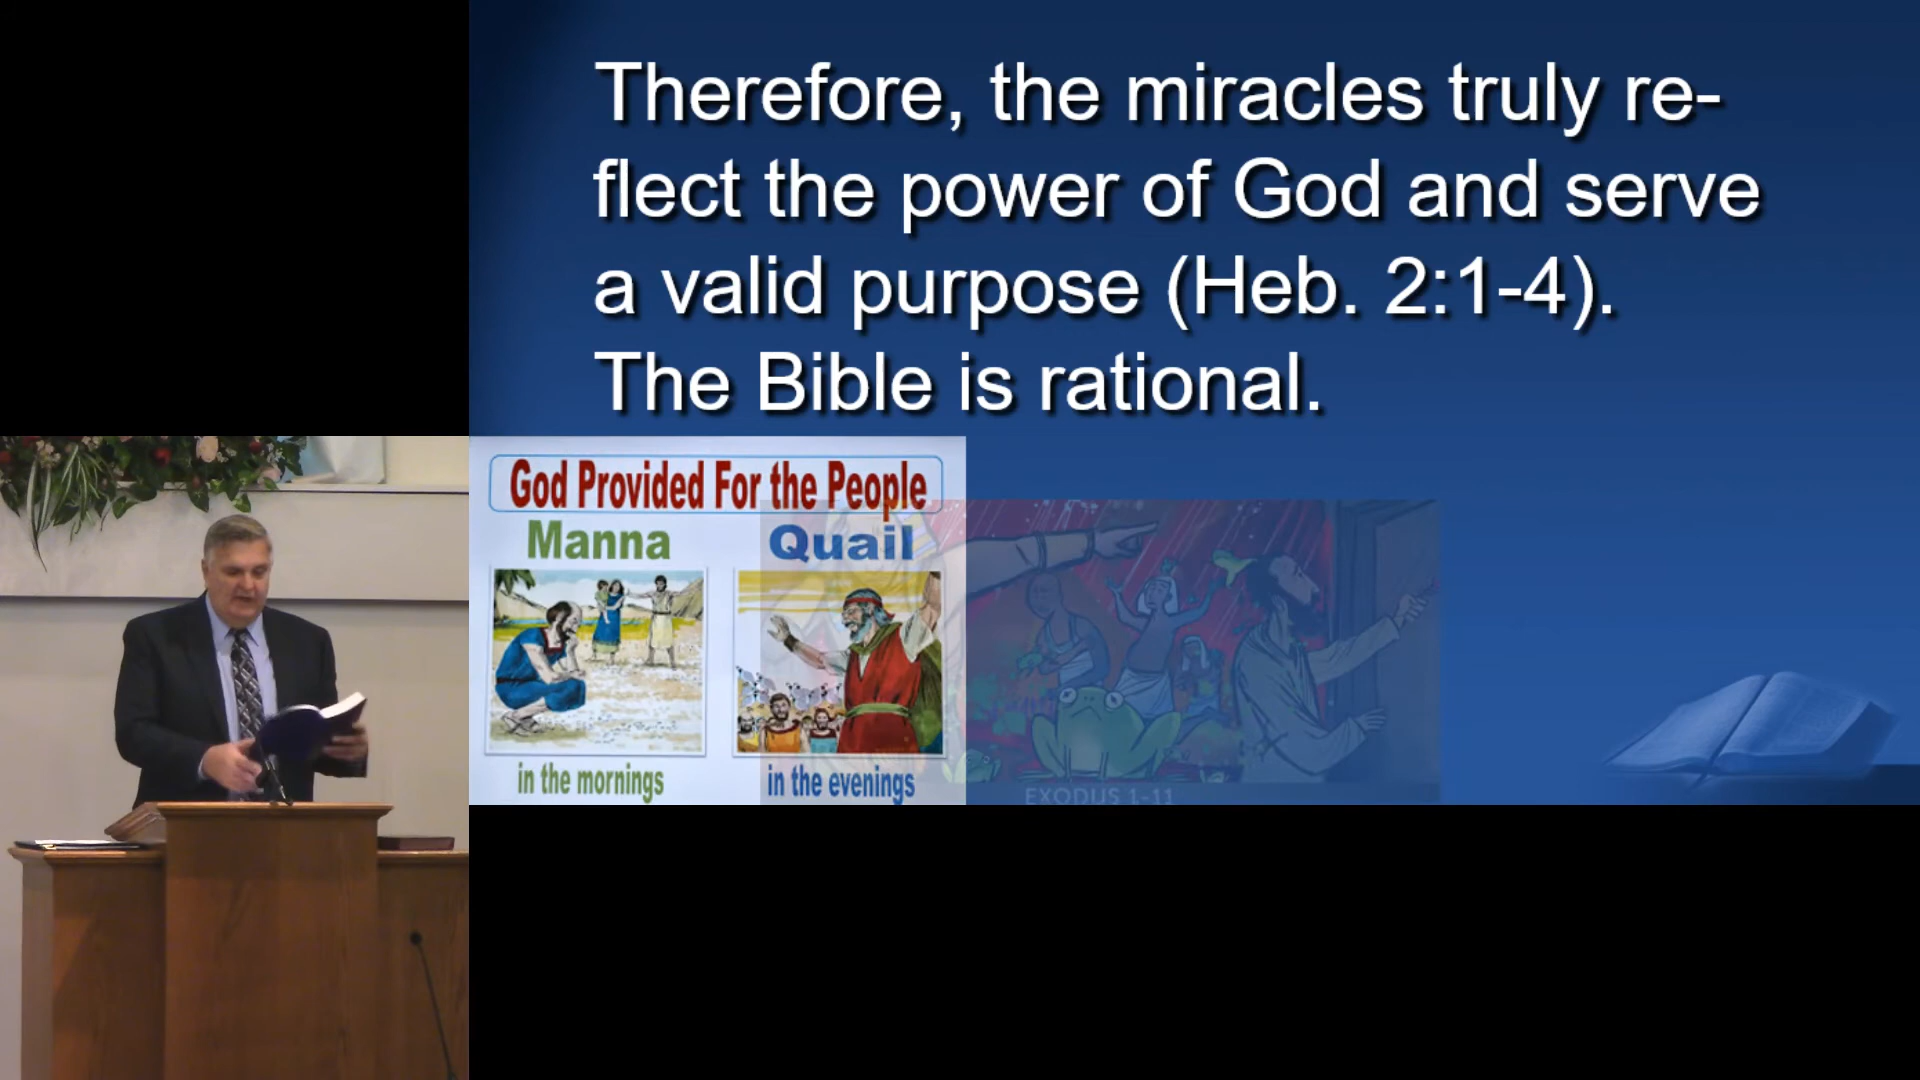 Therefore, the miracles truly re-
flect the power of God and serve
a valid purpose (Heb. 2:1-4).
The Bible is rational.
God Provided For the People
Manna
Quail
in the mornings
in the evenings
EXODUS 1-11